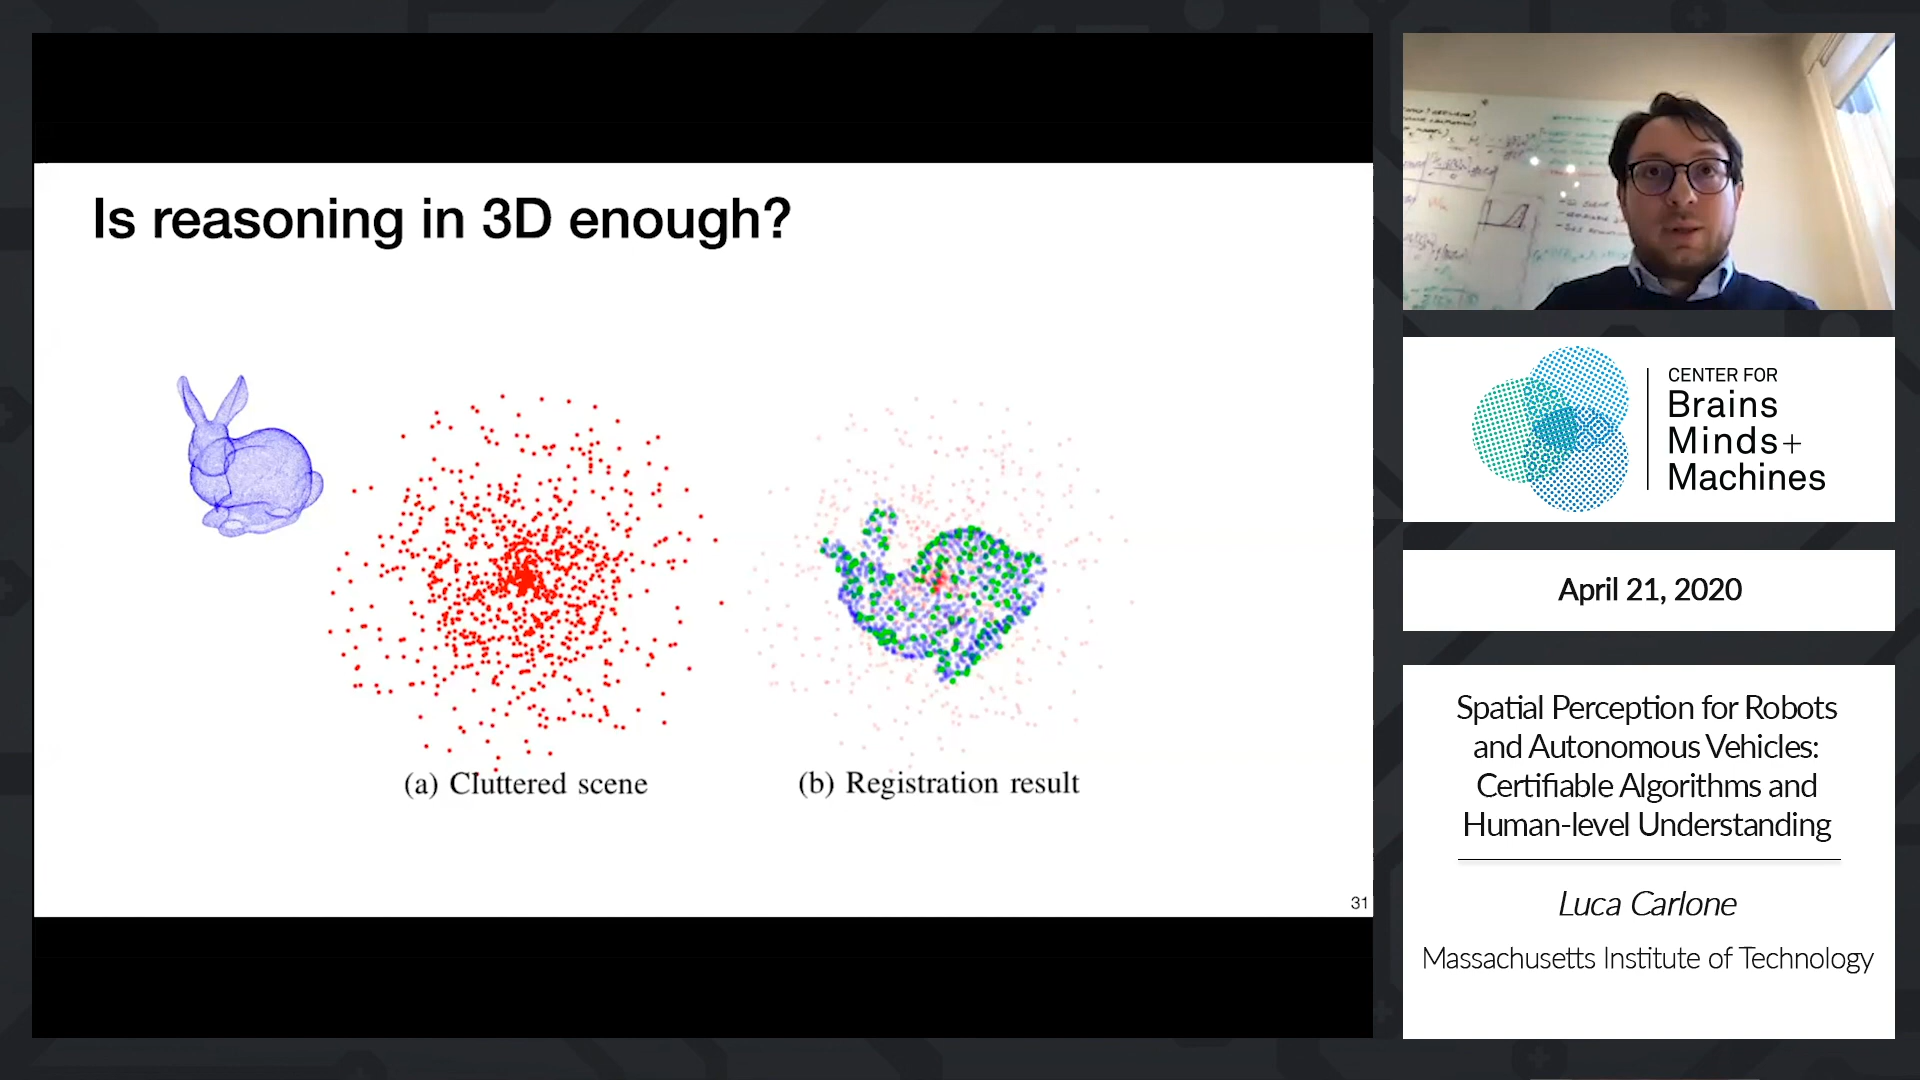 Is reasoning in 3D enough?
(a) Cluttered scene
(b) Registration result
31
CENTER FOR
Brains
Minds+
Machines
April 21, 2020
Spatial Perception for Robots
and Autonomous Vehicles:
Certifiable Algorithms and
Human-level Understanding
Luca Carlone
Massachusetts Institute of Technology